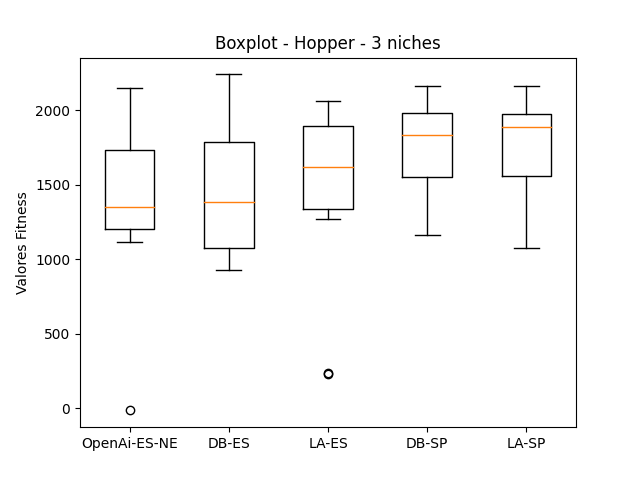 Boxplot - Hopper - 3 niches
Valores Fitness
2000
1500
1000
500
0
OpenAi-ES-NE DB-ES LA-ES DB-SP LA-SP